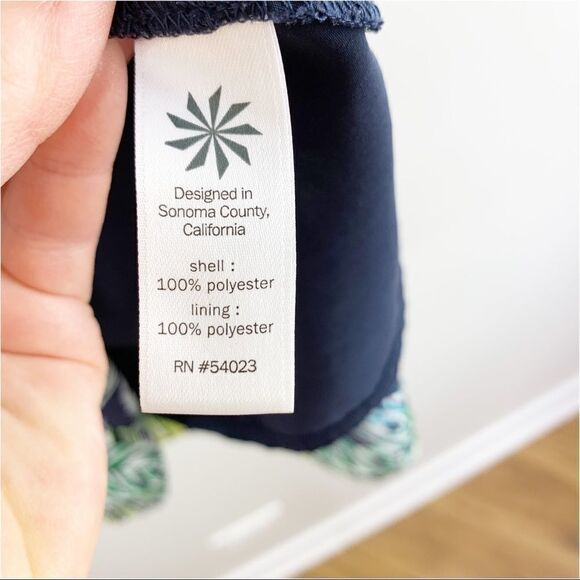 Designed in
Sonoma County,
California
shell :
100% polyester
lining :
100% polyester
RN #54023